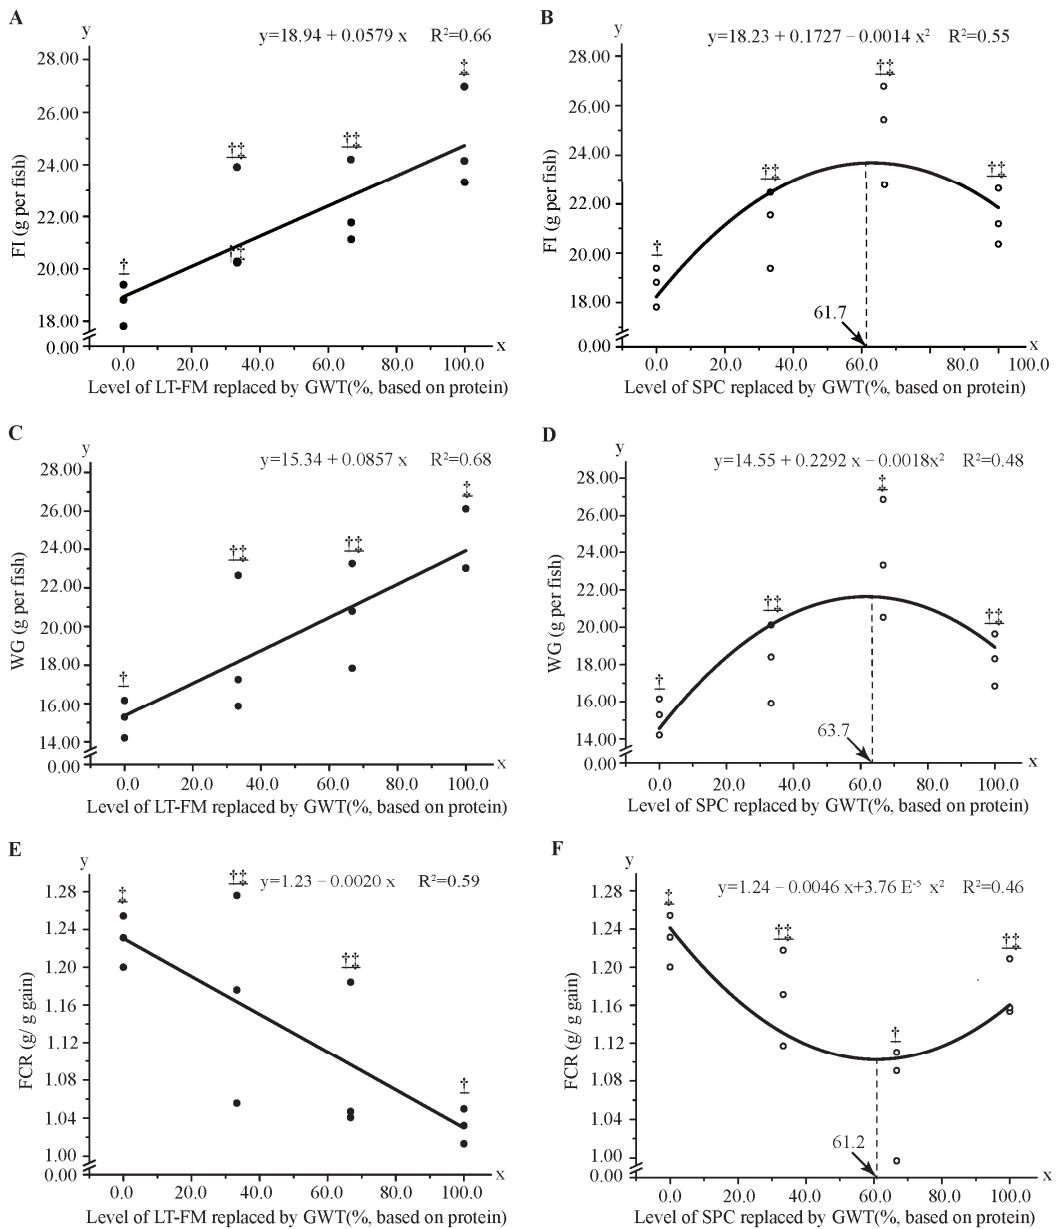 A
y
y=18.94 + 0.0579 x R²=0.66
28.00
26.00
24.00
22.00
20.00
18.00
0.00
FI (g per fish)
†
†‡
†‡
†‡
‡
0.0 20.0 40.0 60.0 80.0 100.0
x
Level of LT-FM replaced by GWT(%, based on protein)
B
y
y=18.23 + 0.1727 – 0.0014 x² R²=0.55
28.00
26.00
24.00
22.00
20.00
18.00
0.00
FI (g per fish)
†
†‡
†‡
†‡
61.7
0.0 20.0 40.0 60.0 80.0 100.0
x
Level of SPC replaced by GWT(%, based on protein)
C
y
y=15.34 + 0.0857 x R²=0.68
28.00
26.00
24.00
22.00
20.00
18.00
16.00
14.00
0.00
WG (g per fish)
†
†‡
†‡
‡
0.0 20.0 40.0 60.0 80.0 100.0
x
Level of LT-FM replaced by GWT(%, based on protein)
D
y
y=14.55 + 0.2292 x – 0.0018x² R²=0.48
28.00
26.00
24.00
22.00
20.00
18.00
16.00
14.00
0.00
WG (g per fish)
†
†‡
‡
†‡
63.7
0.0 20.0 40.0 60.0 80.0 100.0
x
Level of SPC replaced by GWT(%, based on protein)
E
y
y=1.23 – 0.0020 x R²=0.59
1.28
1.24
1.20
1.16
1.12
1.08
1.04
1.00
0.00
FCR (g/ g gain)
‡
†‡
†‡
†
0.0 20.0 40.0 60.0 80.0 100.0
x
Level of LT-FM replaced by GWT(%, based on protein)
F
y
y=1.24 – 0.0046 x+3.76 E⁻⁵ x² R²=0.46
1.28
1.24
1.20
1.16
1.12
1.08
1.04
1.00
0.00
FCR (g/ g gain)
‡
†‡
†
†‡
61.2
0.0 20.0 40.0 60.0 80.0 100.0
x
Level of SPC replaced by GWT(%, based on protein)